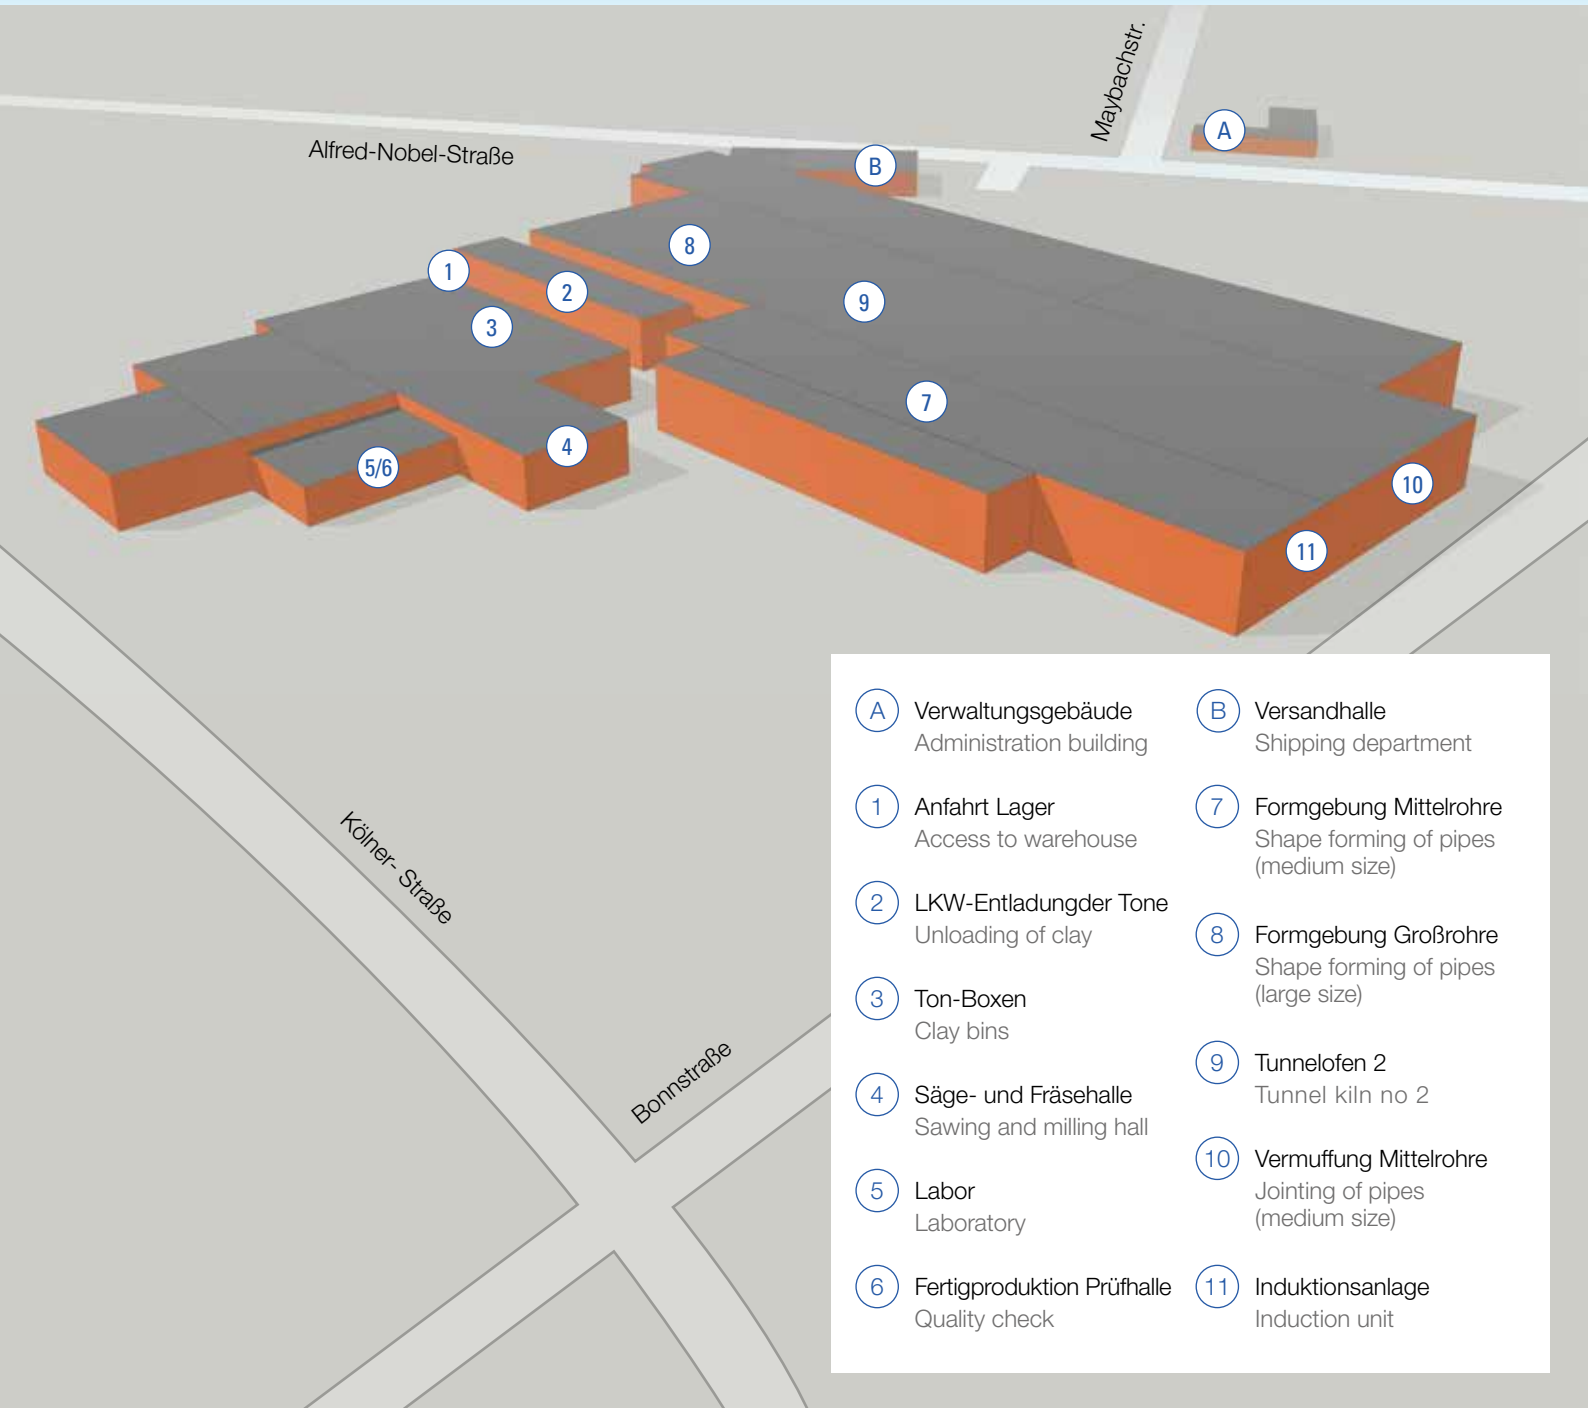 Maybachstr.
A
Alfred-Nobel-Straße
B
8
1
2
9
3
7
4
5/6
10
11
Kölner- Straße
Bonnstraße
A Verwaltungsgebäude
Administration building
1 Anfahrt Lager
Access to warehouse
2 LKW-Entladungder Tone
Unloading of clay
3 Ton-Boxen
Clay bins
4 Säge- und Fräsehalle
Sawing and milling hall
5 Labor
Laboratory
6 Fertigproduktion Prüfhalle
Quality check
B Versandhalle
Shipping department
7 Formgebung Mittelrohre
Shape forming of pipes
(medium size)
8 Formgebung Großrohre
Shape forming of pipes
(large size)
9 Tunnelofen 2
Tunnel kiln no 2
10 Vermuffung Mittelrohre
Jointing of pipes
(medium size)
11 Induktionsanlage
Induction unit